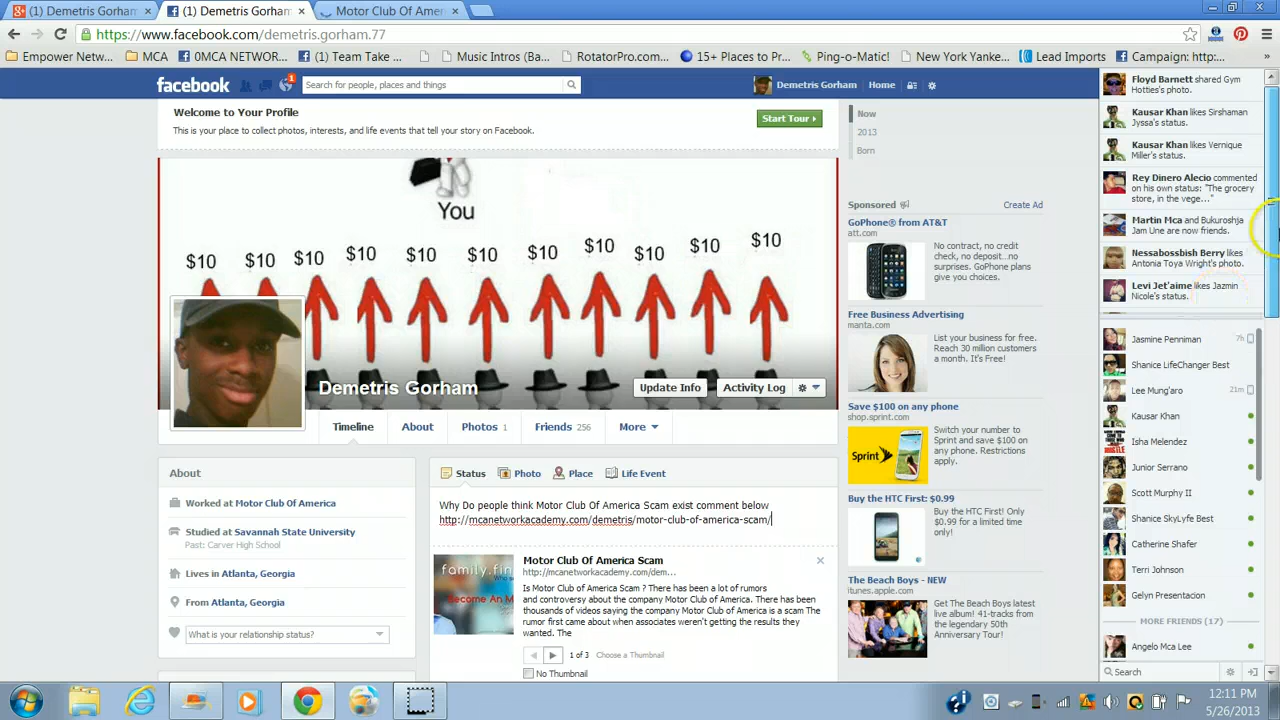 (1) Demetris Gorham
(1) Demetris Gorham
Motor Club Of Ame
https://www.facebook.com/demetris.gorham.77
Empower Networ
MCA
0MCA NETWOR
(1) Team Take
Music Intros (Band
RotatorPro.com
15+ Places to Pr
Ping-o-Matic!
New York Yanke
Lead Imports
Campaign: http:
facebook
1
Search for people, places and things
Demetris Gorham
Home
Welcome to Your Profile
This is your place to collect photos, interests, and life events that tell your story on Facebook.
Start Tour
Now
2013
Born
You
$10 $10 $10 $10 $10 $10 $10 $10 $10 $10
Demetris Gorham
Update Info
Activity Log
Timeline
About
Photos 1
Friends 256
More
About
Worked at Motor Club Of America
Studied at Savannah State University
Past: Carver High School
Lives in Atlanta, Georgia
From Atlanta, Georgia
What is your relationship status?
Status
Photo
Place
Life Event
Why Do people think Motor Club Of America Scam exist comment below
http://mcanetworkacademy.com/demetris/motor-club-of-america-scam/
family.fin
Become An M
Motor Club Of America Scam
http://mcanetworkacademy.com/dem...
Is Motor Club of America Scam ? There has been a lot of rumors
and controversy about the company Motor Club of America. There has been
thousands of videos saying the company Motor Club of America is a scam The
rumor first came about when associates weren't getting the results they
wanted. The
1 of 3
Choose a Thumbnail
No Thumbnail
Sponsored
Create Ad
GoPhone® from AT&T
att.com
No contract, no credit
check, no deposit...no
surprises. GoPhone plans
give you choices.
Free Business Advertising
manta.com
List your business for free.
Reach 30 million customers
a month. It's Free!
Save $100 on any phone
shop.sprint.com
Sprint
Switch your number to
Sprint and save $100 on
any phone. Restrictions
apply.
Buy the HTC First: $0.99
Buy the HTC First! Only
$0.99 for a limited time
only!
The Beach Boys - NEW
itunes.apple.com
Get The Beach Boys latest
live album! 41-tracks from
the legendary 50th
Anniversary Tour!
Floyd Barnett shared Gym
Hotties's photo.
Kausar Khan likes Sirshaman
Jyssa's status.
Kausar Khan likes Vernique
Miller's status.
Rey Dinero Alecio commented
on his own status: "The grocery
store, in the vege..."
Martin Mca and Bukuroshja
Jam Une are now friends.
Nessabossbish Berry likes
Antonia Toya Wright's photo.
Levi Jet'aime likes Jazmin
Nicole's status.
Jasmine Penniman 7h
Shanice LifeChanger Best
Lee Mung'aro 21m
Kausar Khan
Isha Melendez
Junior Serrano
Scott Murphy II
Shanice SkyLife Best
Catherine Shafer
Terri Johnson
Gelyn Presentacion
MORE FRIENDS (17)
Angelo Mca Lee
Search
12:11 PM
5/26/2013